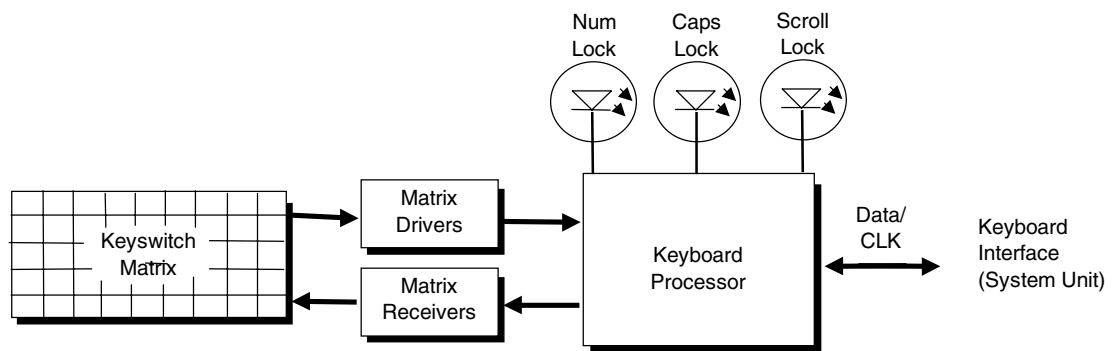 Num
Lock
Caps
Lock
Scroll
Lock
Keyswitch
Matrix
Matrix
Drivers
Matrix
Receivers
Keyboard
Processor
Data/
CLK
Keyboard
Interface
(System Unit)